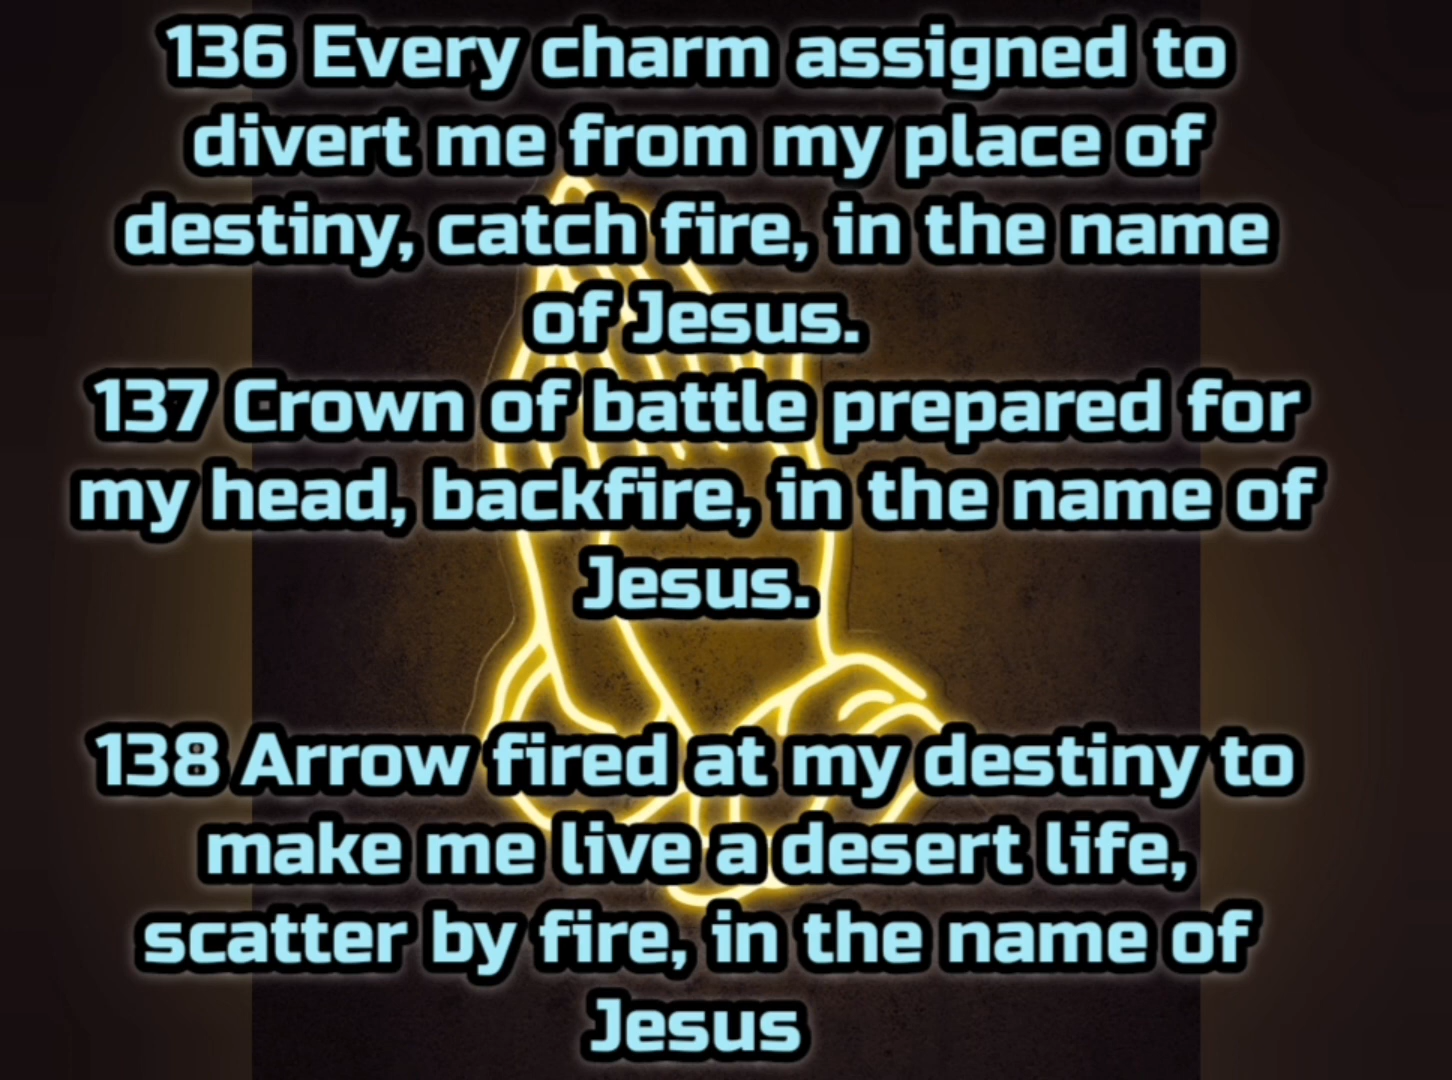 136 Every charm assigned to
divert me from my place of
destiny, catch fire, in the name
of Jesus.
137 Crown of battle prepared for
my head, backfire, in the name of
Jesus.
138 Arrow fired at my destiny to
make me live a desert life,
scatter by fire, in the name of
Jesus